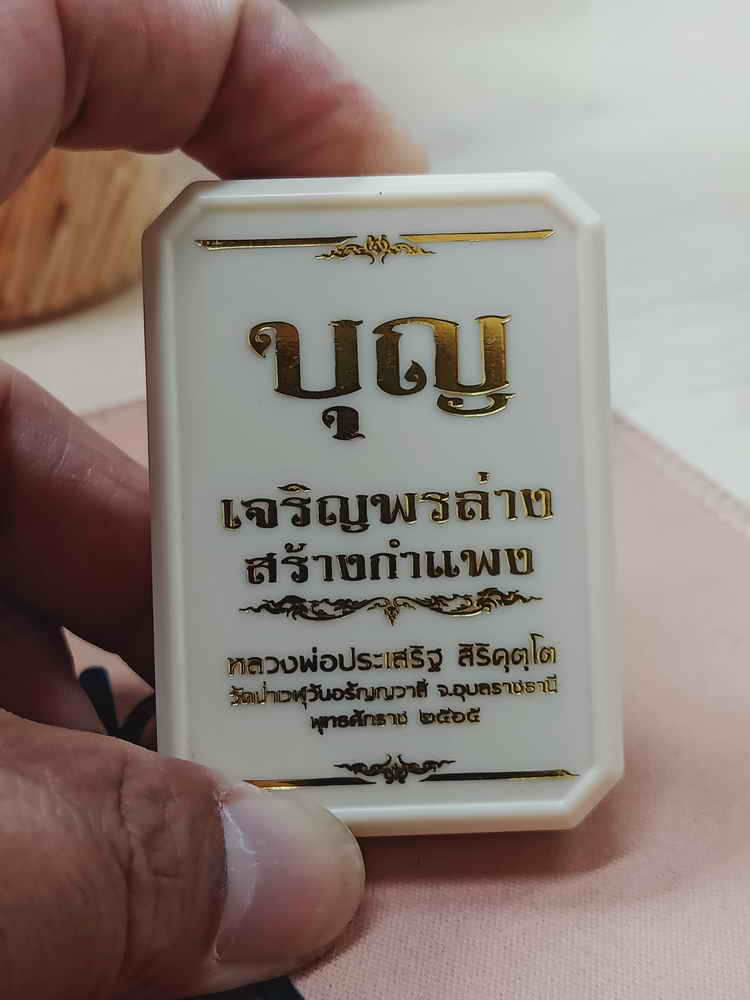 บุญ
เจริญพรล่าง
สร้างกำแพง
หลวงพ่อประเสริฐ สิริคุตฺโต
วัดป่าเวฬุวันอรัญญวาสี จ.อุบลราชธานี
พุทธศักราช ๒๕๖๕